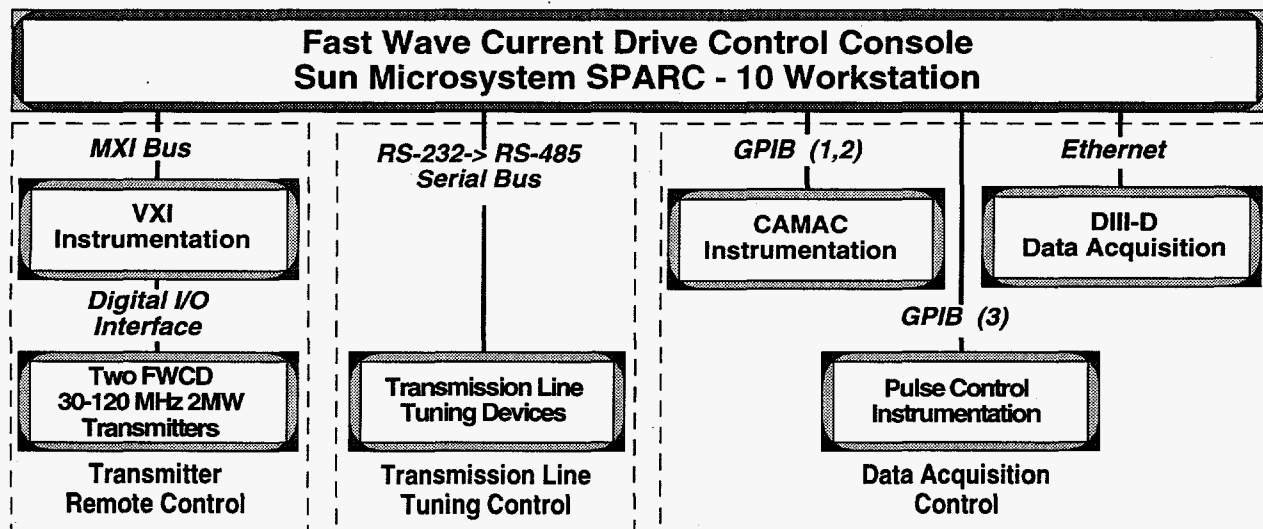 Fast Wave Current Drive Control Console
Sun Microsystem SPARC - 10 Workstation
MXI Bus
VXI
Instrumentation
Digital I/O
Interface
Two FWCD
30-120 MHz 2MW
Transmitters
Transmitter
Remote Control
RS-232-> RS-485
Serial Bus
Transmission Line
Tuning Devices
Transmission Line
Tuning Control
GPIB (1,2)
CAMAC
Instrumentation
Ethernet
DIII-D
Data Acquisition
GPIB (3)
Pulse Control
Instrumentation
Data Acquisition
Control